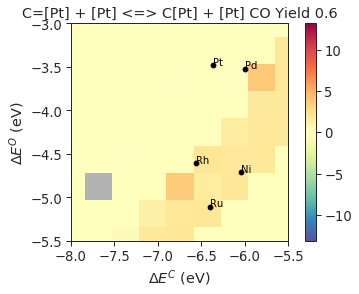 C=[Pt] + [Pt] <=> C[Pt] + [Pt] CO Yield 0.6
−3.0
−3.5
−4.0
−4.5
−5.0
−5.5
ΔE^O (eV)
Pt
Pd
Rh
Ni
Ru
−8.0 −7.5 −7.0 −6.5 −6.0 −5.5
ΔE^C (eV)
10
5
0
−5
−10